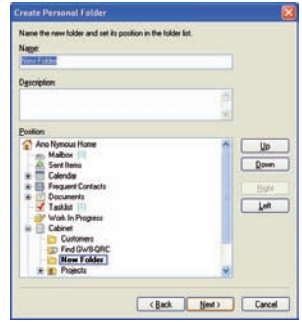 Create Personal Folder
Name the new folder and set its position in the folder list.
Name:
New Folder
Description:
Position:
Ano Nymous Home
Mailbox [3]
Sent Items
Calendar
Frequent Contacts
Documents
Tasklist [1]
Work In Progress
Cabinet
Customers
Find GW8-QRC
New Folder
Projects
Up
Down
Right
Left
< Back
Next >
Cancel